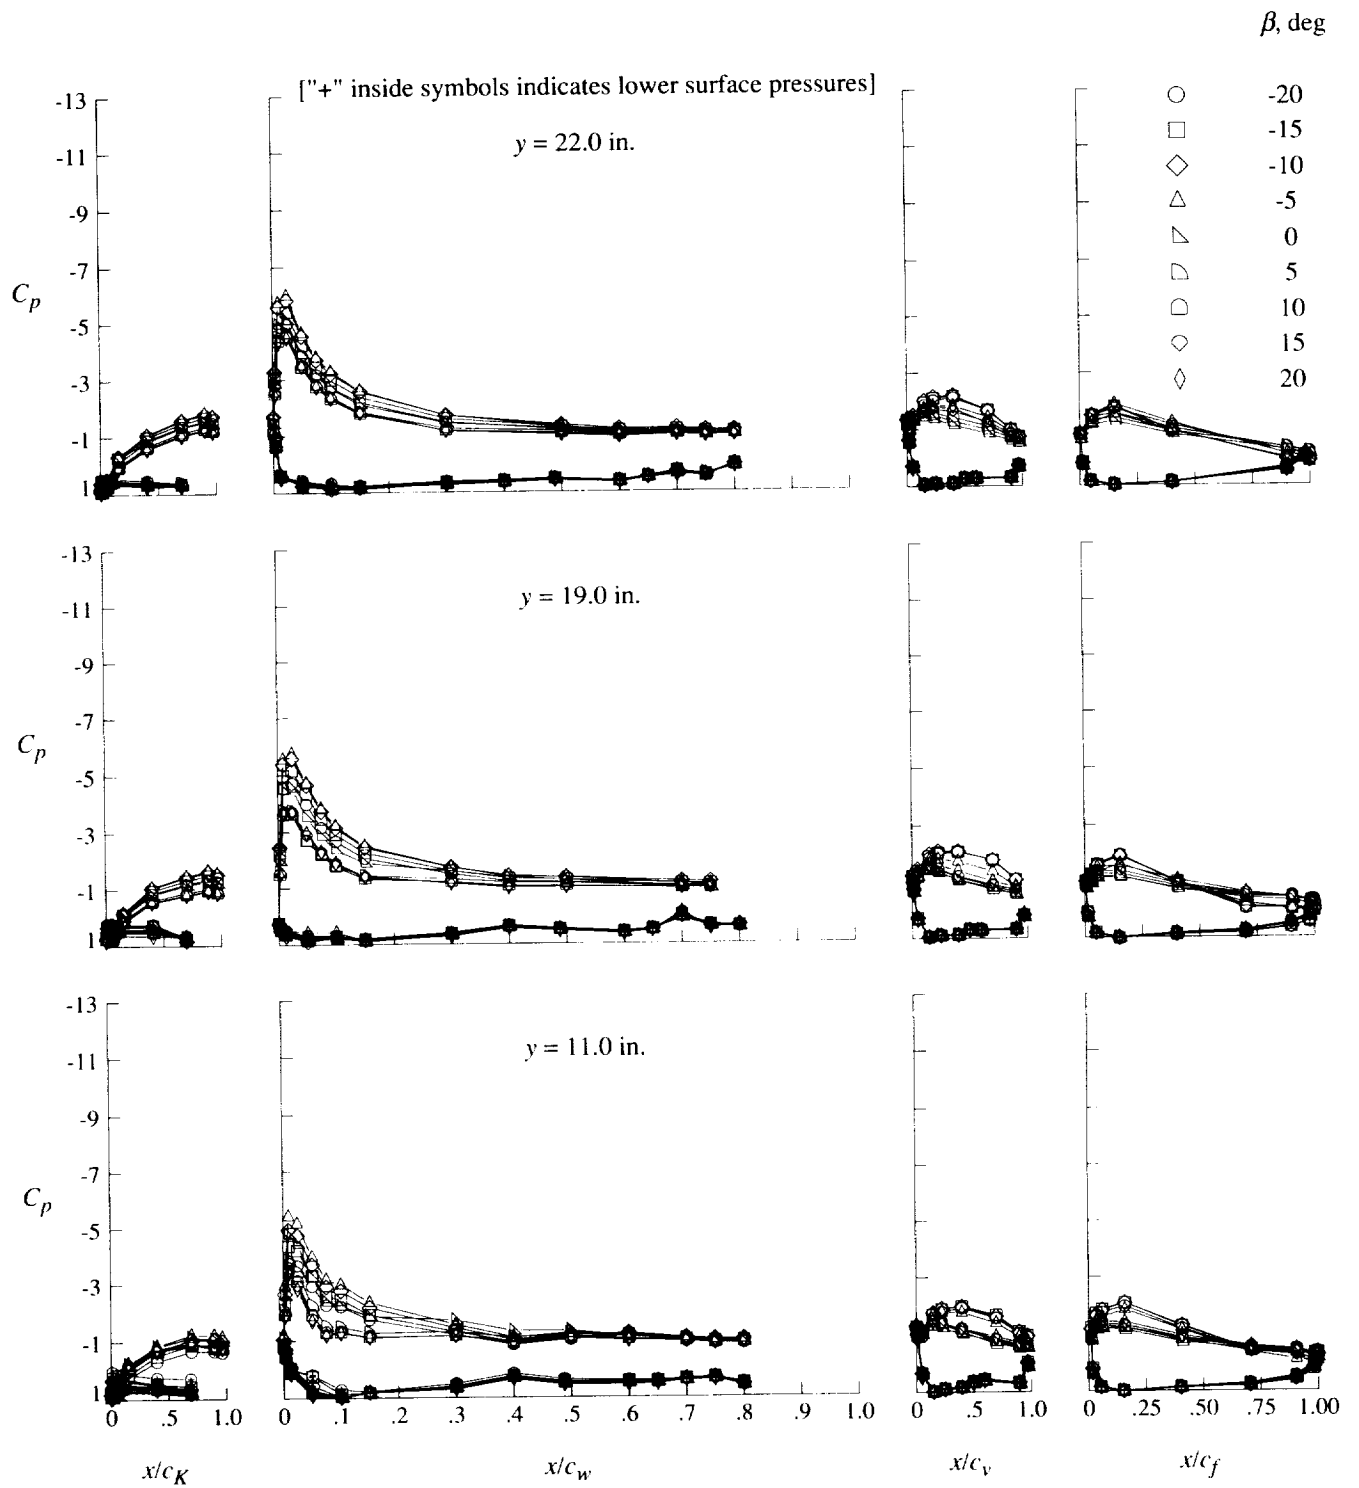 β, deg
["+" inside symbols indicates lower surface pressures]
-20
-15
-10
-5
0
5
10
15
20
y = 22.0 in.
-13
-11
-9
-7
-5
-3
-1
1
C_p
y = 19.0 in.
-13
-11
-9
-7
-5
-3
-1
1
C_p
y = 11.0 in.
-13
-11
-9
-7
-5
-3
-1
1
C_p
0 .5 1.0
0 .1 .2 .3 .4 .5 .6 .7 .8 .9 1.0
0 .5 1.0
0 .25 .50 .75 1.00
x/c_K
x/c_w
x/c_v
x/c_f